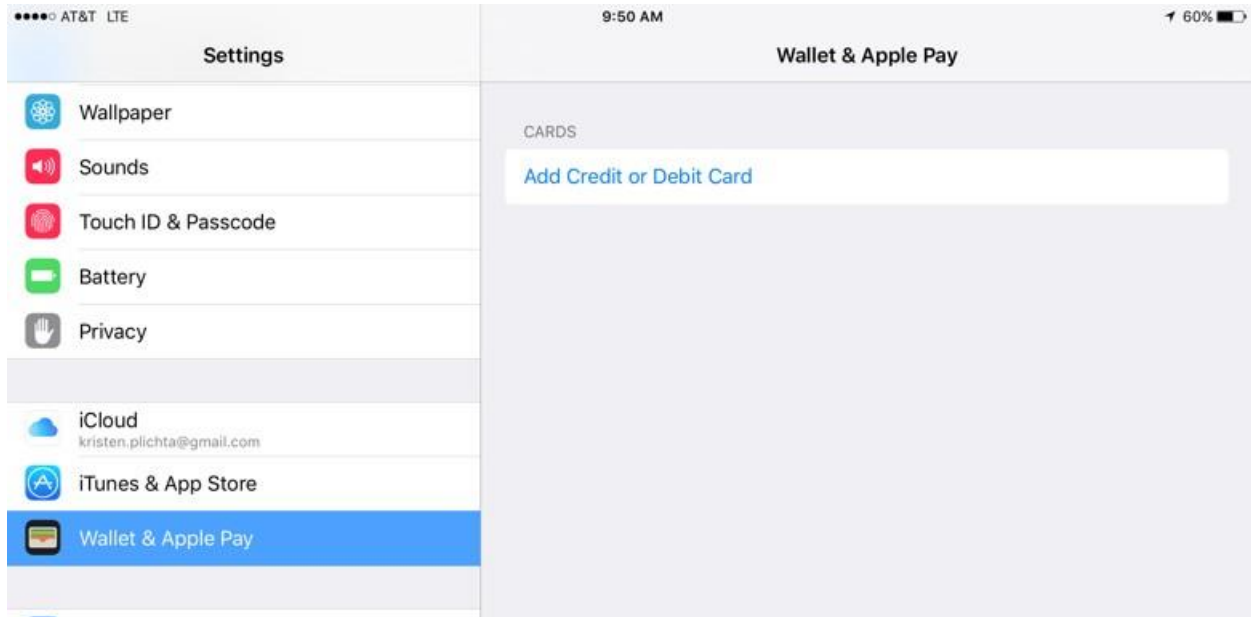 AT&T LTE
9:50 AM
60%
Settings
Wallpaper
Sounds
Touch ID & Passcode
Battery
Privacy
iCloud
kristen.plichta@gmail.com
iTunes & App Store
Wallet & Apple Pay
Wallet & Apple Pay
CARDS
Add Credit or Debit Card